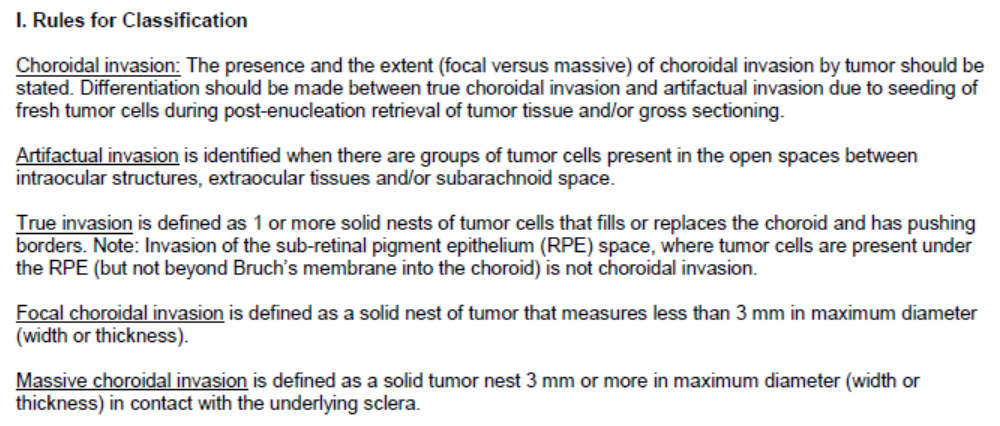 I. Rules for Classification
Choroidal invasion: The presence and the extent (focal versus massive) of choroidal invasion by tumor should be
stated. Differentiation should be made between true choroidal invasion and artifactual invasion due to seeding of
fresh tumor cells during post-enucleation retrieval of tumor tissue and/or gross sectioning.
Artifactual invasion is identified when there are groups of tumor cells present in the open spaces between
intraocular structures, extraocular tissues and/or subarachnoid space.
True invasion is defined as 1 or more solid nests of tumor cells that fills or replaces the choroid and has pushing
borders. Note: Invasion of the sub-retinal pigment epithelium (RPE) space, where tumor cells are present under
the RPE (but not beyond Bruch's membrane into the choroid) is not choroidal invasion.
Focal choroidal invasion is defined as a solid nest of tumor that measures less than 3 mm in maximum diameter
(width or thickness).
Massive choroidal invasion is defined as a solid tumor nest 3 mm or more in maximum diameter (width or
thickness) in contact with the underlying sclera.